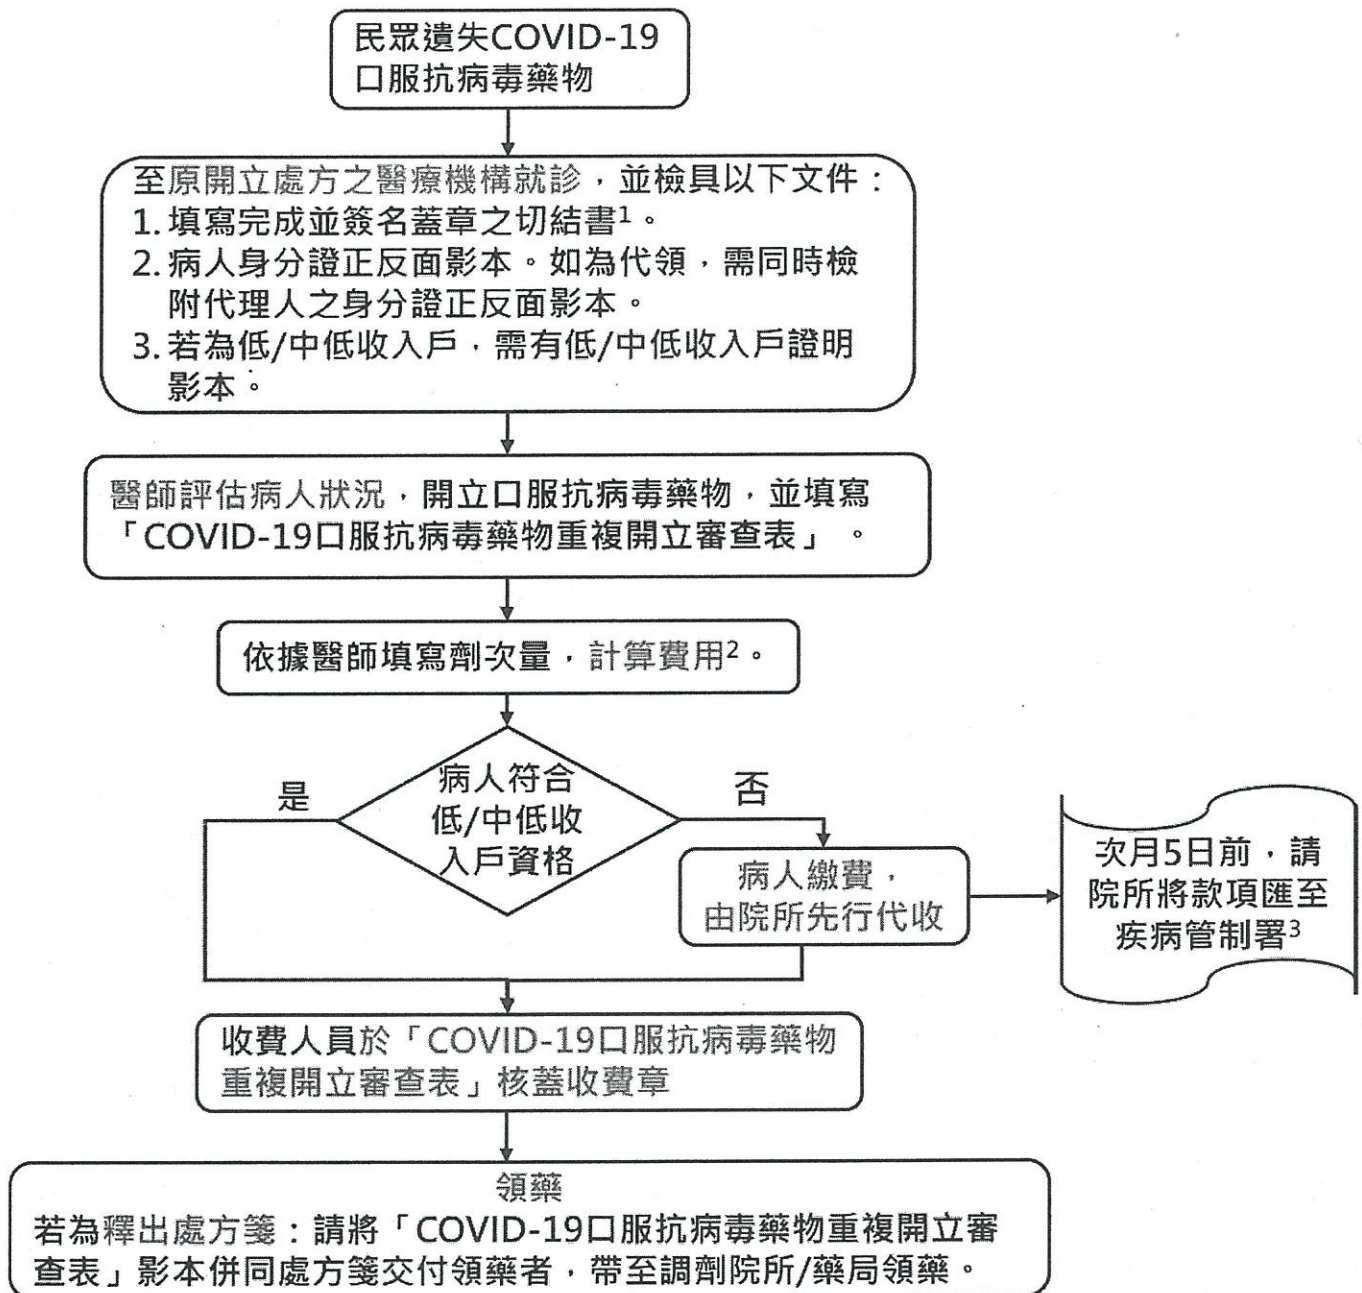 民眾遺失COVID-19
口服抗病毒藥物
至原開立處方之醫療機構就診，並檢具以下文件：
1. 填寫完成並簽名蓋章之切結書1。
2. 病人身分證正反面影本。如為代領，需同時檢
附代理人之身分證正反面影本。
3. 若為低/中低收入戶，需有低/中低收入戶證明
影本。
醫師評估病人狀況，開立口服抗病毒藥物，並填寫
「COVID-19口服抗病毒藥物重複開立審查表」 。
依據醫師填寫劑次量，計算費用2。
病人符合
低/中低收
入戶資格
是
否
病人繳費，
由院所先行代收
次月5日前，請
院所將款項匯至
疾病管制署3
收費人員於「COVID-19口服抗病毒藥物
重複開立審查表」核蓋收費章
領藥
若為釋出處方箋：請將「COVID-19口服抗病毒藥物重複開立審
查表」影本併同處方箋交付領藥者，帶至調劑院所/藥局領藥。